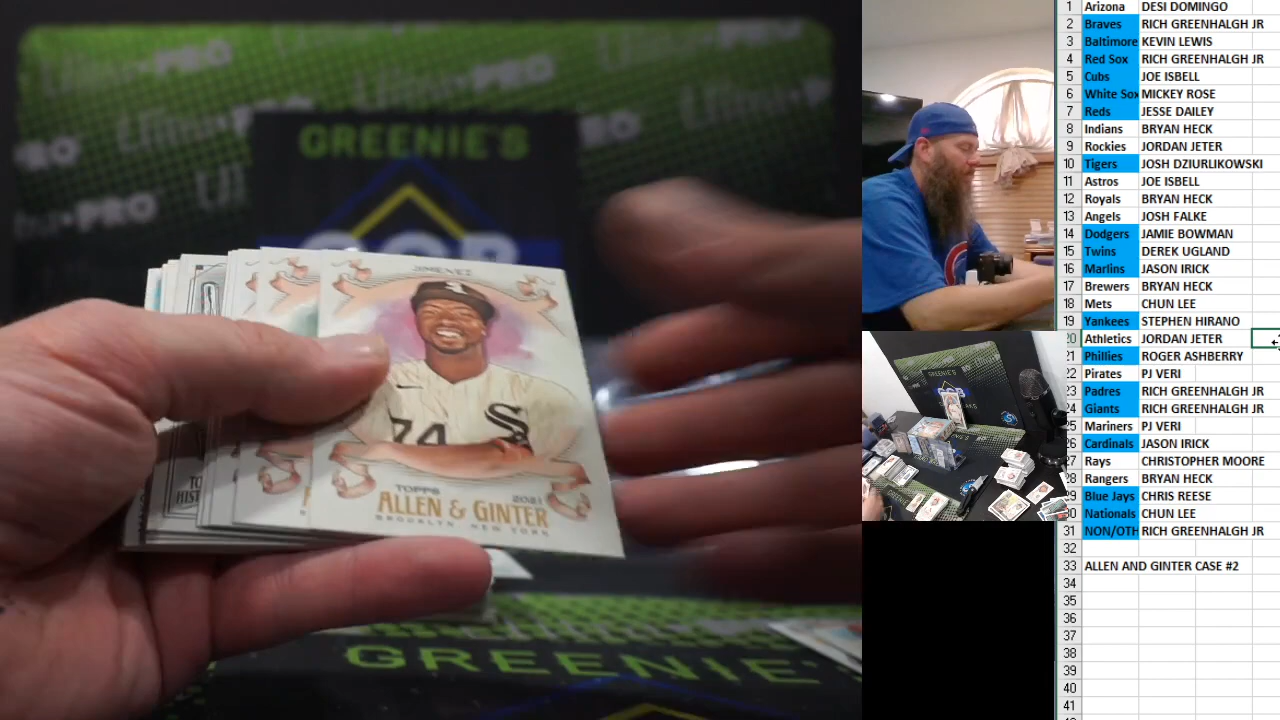 PRO
PRO
PRO
PRO
PRO
GREENIE'S
JIMENEZ
74
TOPPS 2021
ALLEN & GINTER
BROOKLYN NEW YORK
GREENIE'S
1 Arizona DESI DOMINGO
2 Braves RICH GREENHALGH JR
3 Baltimore KEVIN LEWIS
4 Red Sox RICH GREENHALGH JR
5 Cubs JOE ISBELL
6 White Sox MICKEY ROSE
7 Reds JESSE DAILEY
8 Indians BRYAN HECK
9 Rockies JORDAN JETER
10 Tigers JOSH DZIURLIKOWSKI
11 Astros JOE ISBELL
12 Royals BRYAN HECK
13 Angels JOSH FALKE
14 Dodgers JAMIE BOWMAN
15 Twins DEREK UGLAND
16 Marlins JASON IRICK
17 Brewers BRYAN HECK
18 Mets CHUN LEE
19 Yankees STEPHEN HIRANO
20 Athletics JORDAN JETER
21 Phillies ROGER ASHBERRY
22 Pirates PJ VERI
23 Padres RICH GREENHALGH JR
24 Giants RICH GREENHALGH JR
25 Mariners PJ VERI
26 Cardinals JASON IRICK
27 Rays CHRISTOPHER MOORE
28 Rangers BRYAN HECK
29 Blue Jays CHRIS REESE
30 Nationals CHUN LEE
31 NON/OTH RICH GREENHALGH JR
32
33 ALLEN AND GINTER CASE #2
34
35
36
37
38
39
40
41